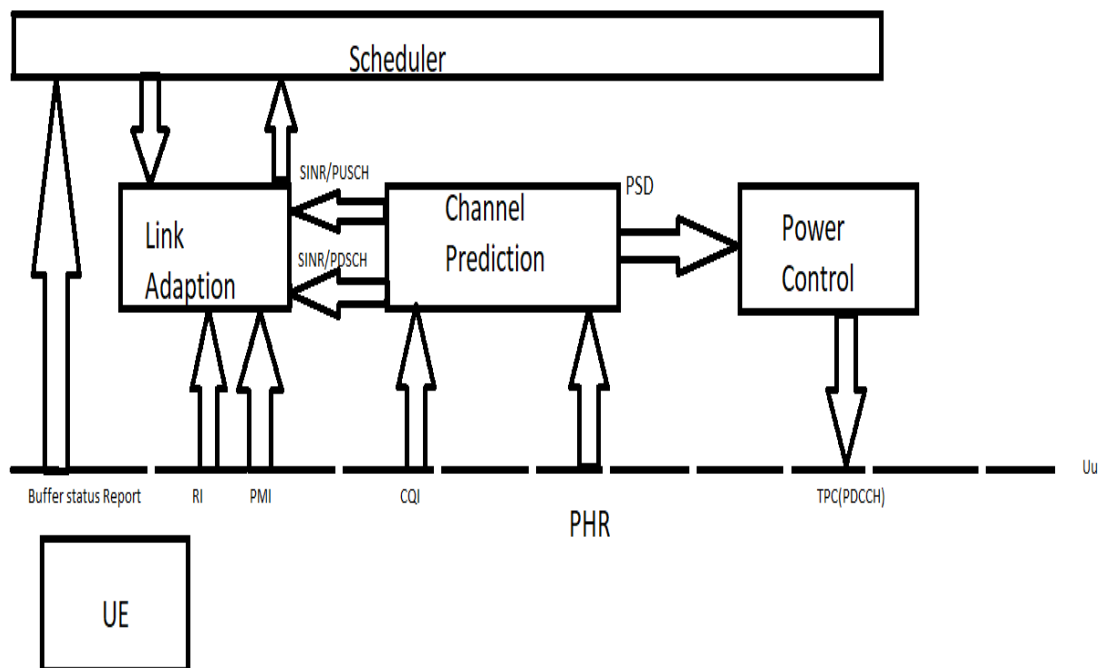 Scheduler
SINR/PUSCH
PSD
Link
Adaption
Channel
Prediction
Power
Control
SINR/PDSCH
Uu
Buffer status Report
RI
PMI
CQI
TPC(PDCCH)
PHR
UE